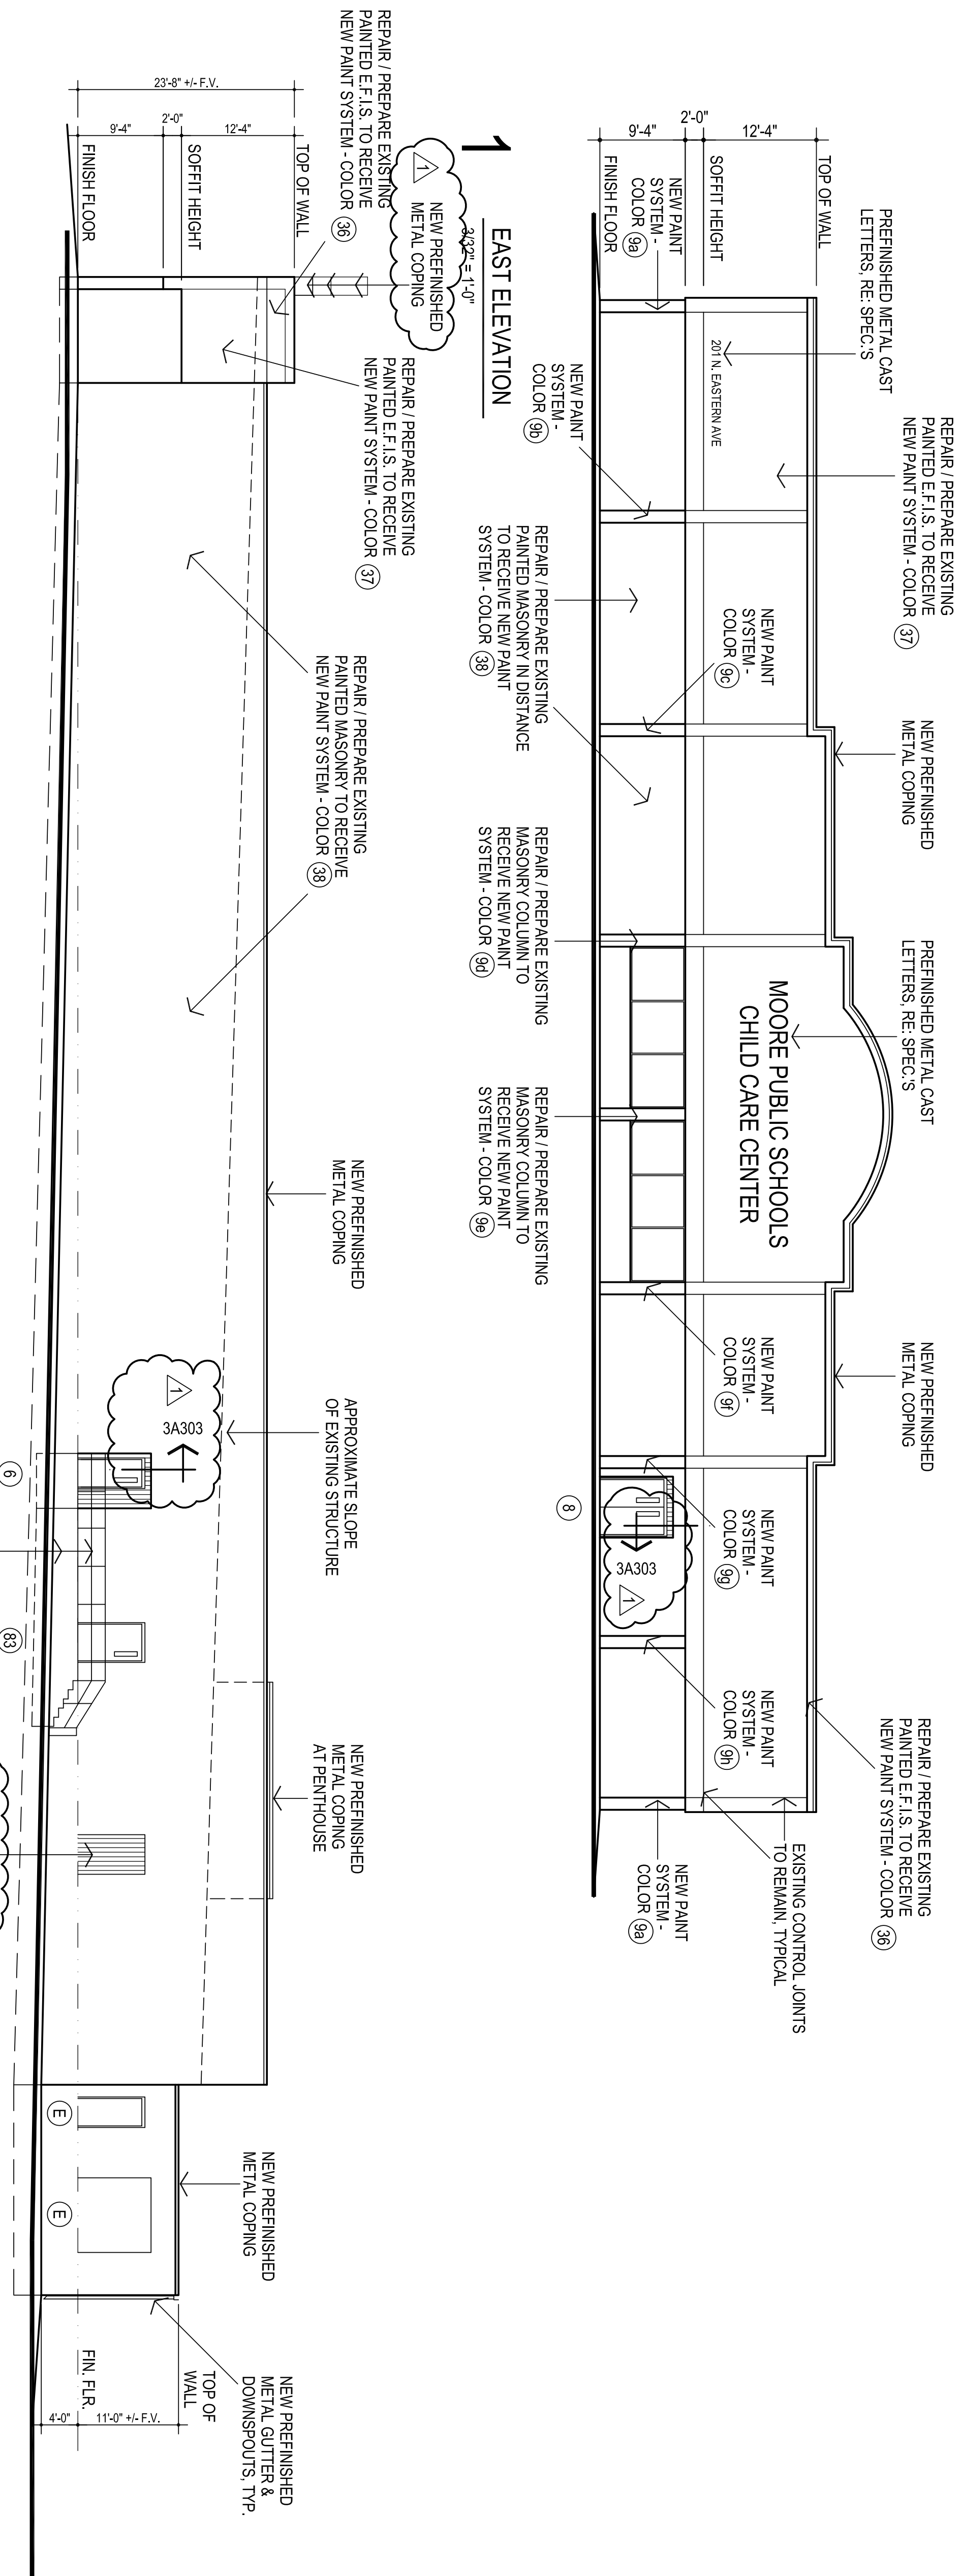 PREFINISHED METAL CAST
LETTERS, RE: SPEC.'S
REPAIR / PREPARE EXISTING
PAINTED E.F.I.S. TO RECEIVE
NEW PAINT SYSTEM - COLOR 37
NEW PREFINISHED
METAL COPING
PREFINISHED METAL CAST
LETTERS, RE: SPEC.'S
NEW PREFINISHED
METAL COPING
REPAIR / PREPARE EXISTING
PAINTED E.F.I.S. TO RECEIVE
NEW PAINT SYSTEM - COLOR 36
TOP OF WALL
12'-4"
SOFFIT HEIGHT
2'-0"
9'-4"
FINISH FLOOR
201 N. EASTERN AVE
MOORE PUBLIC SCHOOLS
CHILD CARE CENTER
EXISTING CONTROL JOINTS
TO REMAIN, TYPICAL
NEW PAINT
SYSTEM -
COLOR 9a
NEW PAINT
SYSTEM -
COLOR 9b
NEW PAINT
SYSTEM -
COLOR 9c
NEW PAINT
SYSTEM -
COLOR 9f
NEW PAINT
SYSTEM -
COLOR 9g
NEW PAINT
SYSTEM -
COLOR 9h
NEW PAINT
SYSTEM -
COLOR 9a
3A303
1
8
REPAIR / PREPARE EXISTING
PAINTED MASONRY IN DISTANCE
TO RECEIVE NEW PAINT
SYSTEM - COLOR 38
REPAIR / PREPARE EXISTING
MASONRY COLUMN TO
RECEIVE NEW PAINT
SYSTEM - COLOR 9d
REPAIR / PREPARE EXISTING
MASONRY COLUMN TO
RECEIVE NEW PAINT
SYSTEM - COLOR 9e
1
EAST ELEVATION
3/32" = 1'-0"
1
NEW PREFINISHED
METAL COPING
REPAIR / PREPARE EXISTING
PAINTED E.F.I.S. TO RECEIVE
NEW PAINT SYSTEM - COLOR 36
REPAIR / PREPARE EXISTING
PAINTED E.F.I.S. TO RECEIVE
NEW PAINT SYSTEM - COLOR 37
REPAIR / PREPARE EXISTING
PAINTED MASONRY TO RECEIVE
NEW PAINT SYSTEM - COLOR 38
NEW PREFINISHED
METAL COPING
APPROXIMATE SLOPE
OF EXISTING STRUCTURE
NEW PREFINISHED
METAL COPING
AT PENTHOUSE
NEW PREFINISHED
METAL COPING
NEW PREFINISHED
METAL GUTTER &
DOWNSPOUTS, TYP.
TOP OF WALL
12'-4"
SOFFIT HEIGHT
2'-0"
9'-4"
23'-8" +/- F.V.
FINISH FLOOR
1
3A303
6
83
E
E
TOP OF
WALL
11'-0" +/- F.V.
FIN. FLR.
4'-0"